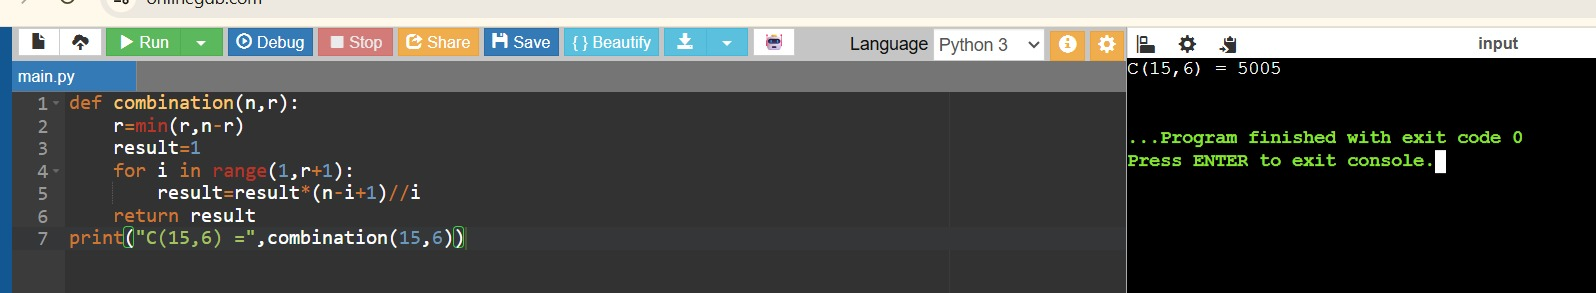 Run Debug Stop Share Save { } Beautify Language Python 3 input
main.py
1 def combination(n,r):
2     r=min(r,n-r)
3     result=1
4     for i in range(1,r+1):
5         result=result*(n-i+1)//i
6     return result
7 print("C(15,6) =",combination(15,6))
C(15,6) = 5005
...Program finished with exit code 0
Press ENTER to exit console.